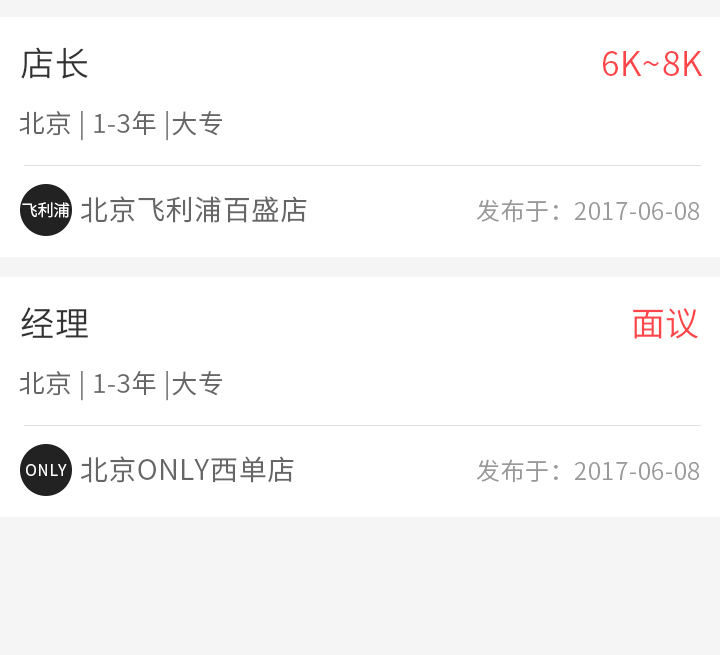 店长 6K~8K
北京 | 1-3年 |大专
飞利浦 北京飞利浦百盛店 发布于：2017-06-08
经理 面议
北京 | 1-3年 |大专
ONLY 北京ONLY西单店 发布于：2017-06-08